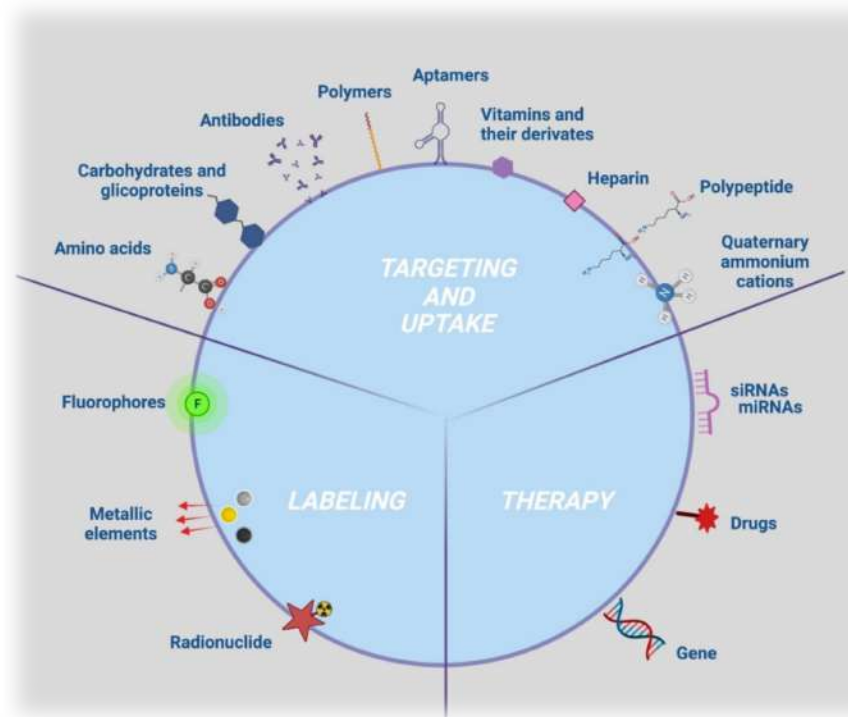 Aptamers
Polymers
Vitamins and
their derivates
Antibodies
Heparin
Polypeptide
Carbohydrates and
glicoproteins
Amino acids
Quaternary
ammonium
cations
TARGETING
AND
UPTAKE
Fluorophores
F
siRNAs
miRNAs
LABELING
THERAPY
Metallic
elements
Drugs
Radionuclide
Gene
N
C
C
O
O
N